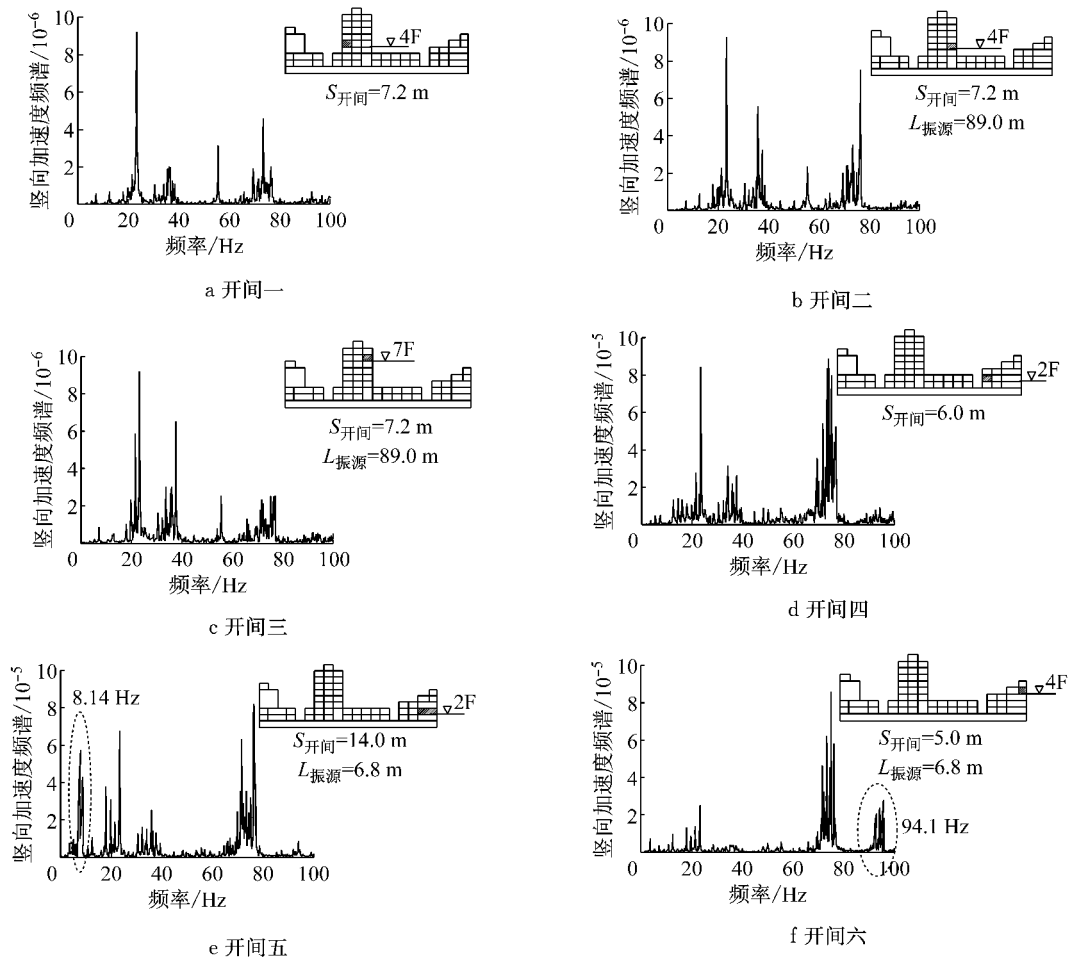 竖向加速度频谱/10⁻⁶
10
8
6
4
2
0 20 40 60 80 100
频率/Hz
▽4F
S开间=7.2 m
a 开间一
竖向加速度频谱/10⁻⁶
10
8
6
4
2
0 20 40 60 80 100
频率/Hz
▽4F
S开间=7.2 m
L振源=89.0 m
b 开间二
竖向加速度频谱/10⁻⁶
10
8
6
4
2
0 20 40 60 80 100
频率/Hz
▽7F
S开间=7.2 m
L振源=89.0 m
c 开间三
竖向加速度频谱/10⁻⁵
10
8
6
4
2
0 20 40 60 80 100
频率/Hz
▽2F
S开间=6.0 m
d 开间四
竖向加速度频谱/10⁻⁵
10
8
6
4
2
0 20 40 60 80 100
频率/Hz
8.14 Hz
▽2F
S开间=14.0 m
L振源=6.8 m
e 开间五
竖向加速度频谱/10⁻⁵
10
8
6
4
2
0 20 40 60 80 100
频率/Hz
▽4F
S开间=5.0 m
L振源=6.8 m
94.1 Hz
f 开间六